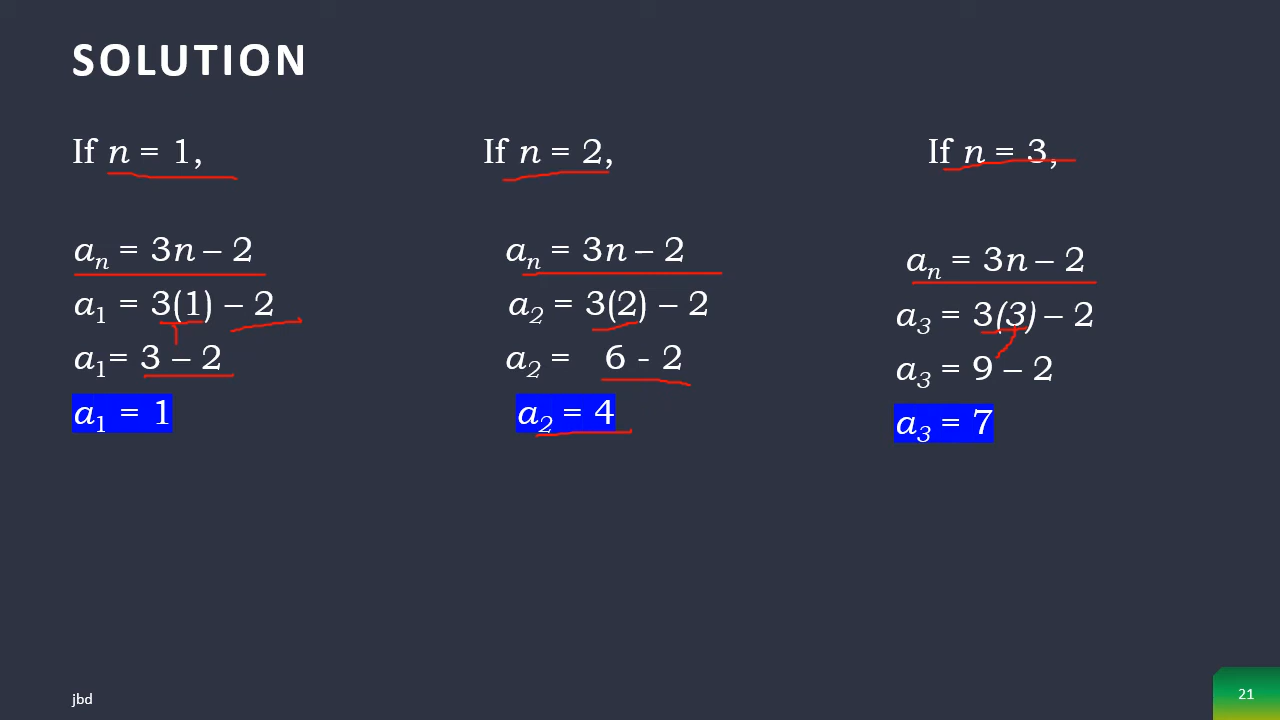 SOLUTION
If n = 1,
aₙ = 3n – 2
a₁ = 3(1) – 2
a₁= 3 – 2
a₁ = 1
If n = 2,
aₙ = 3n – 2
a₂ = 3(2) – 2
a₂ = 6 - 2
a₂ = 4
If n = 3,
aₙ = 3n – 2
a₃ = 3(3) – 2
a₃ = 9 – 2
a₃ = 7
jbd
21